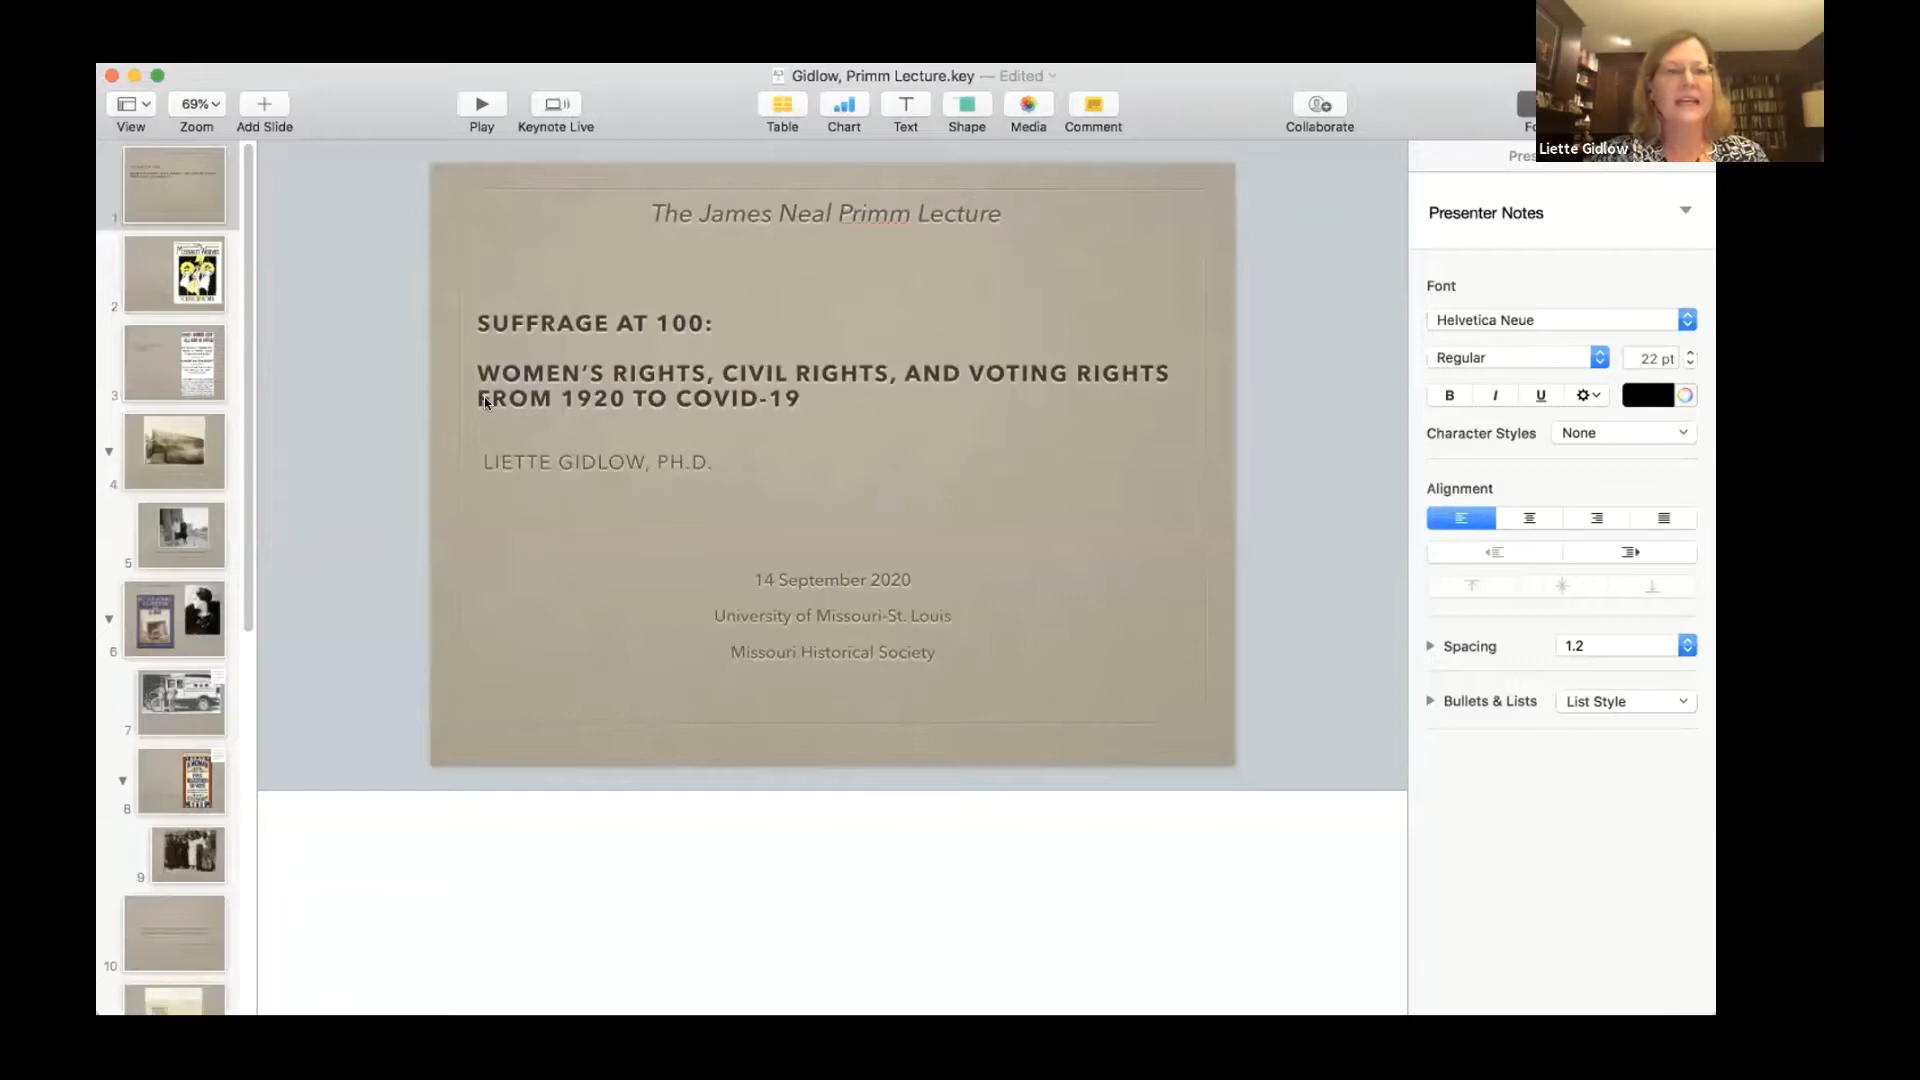 Gidlow, Primm Lecture.key — Edited
69%
View
Zoom
Add Slide
Play
Keynote Live
Table
Chart
Text
Shape
Media
Comment
Collaborate
Liette Gidlow
The James Neal Primm Lecture
SUFFRAGE AT 100:
WOMEN'S RIGHTS, CIVIL RIGHTS, AND VOTING RIGHTS
FROM 1920 TO COVID-19
LIETTE GIDLOW, PH.D.
14 September 2020
University of Missouri-St. Louis
Missouri Historical Society
1
2
3
4
5
6
7
8
9
10
Presenter Notes
Font
Helvetica Neue
Regular
22 pt
B I U
Character Styles None
Alignment
Spacing 1.2
Bullets & Lists List Style